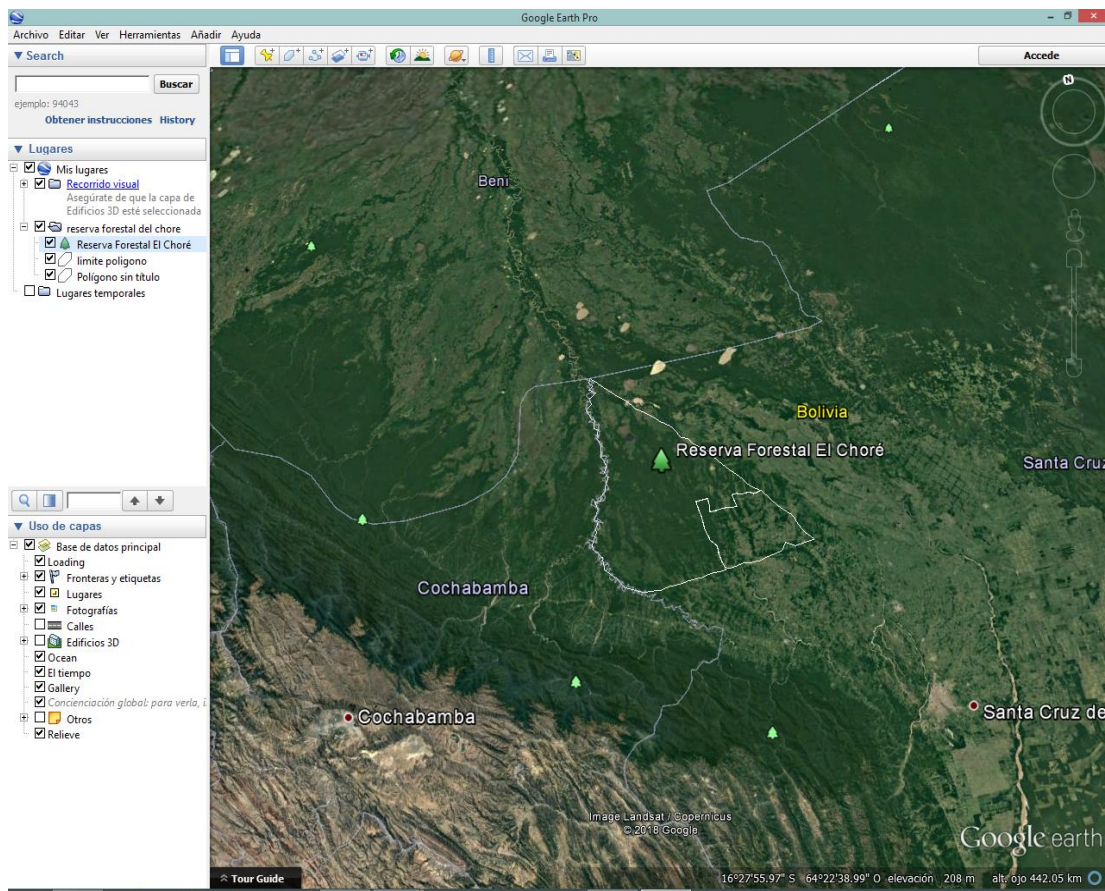 Google Earth Pro
Archivo Editar Ver Herramientas Añadir Ayuda
▼ Search
Buscar
ejemplo: 94043
Obtener instrucciones History
▼ Lugares
Mis lugares
Recorrido visual
Asegúrate de que la capa de
Edificios 3D esté seleccionada
reserva forestal del chore
Reserva Forestal El Choré
limite poligono
Polígono sin título
Lugares temporales
▼ Uso de capas
Base de datos principal
Loading
Fronteras y etiquetas
Lugares
Fotografías
Calles
Edificios 3D
Ocean
El tiempo
Gallery
Concienciación global: para verla, i
Otros
Relieve
Accede
N
Beni
Bolivia
Reserva Forestal El Choré
Santa Cruz
Cochabamba
Cochabamba
Santa Cruz de
Image Landsat / Copernicus
© 2018 Google
Google earth
Tour Guide
16°27'55.97" S 64°22'38.99" O elevación 208 m alt. ojo 442.05 km